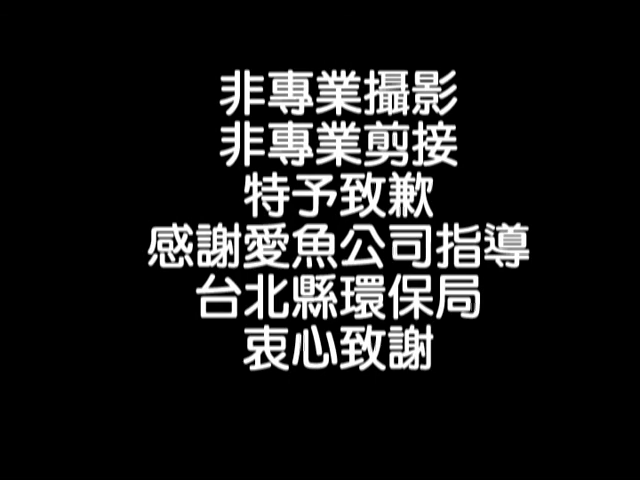 非專業攝影
非專業剪接
特予致歉
感謝愛魚公司指導
台北縣環保局
衷心致謝